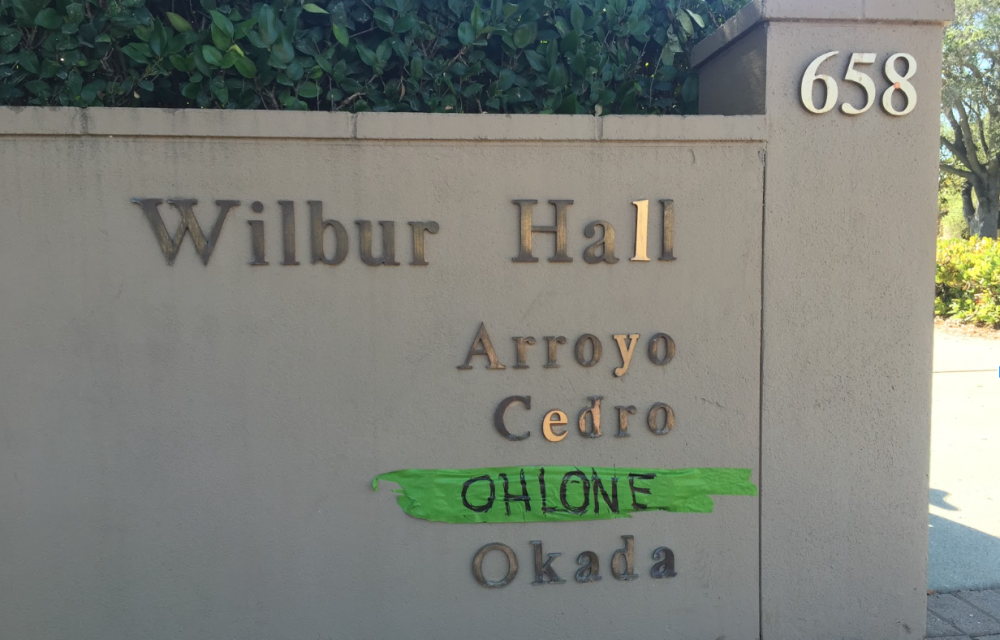 658
Wilbur Hall
Arroyo
Cedro
OHLONE
Okada